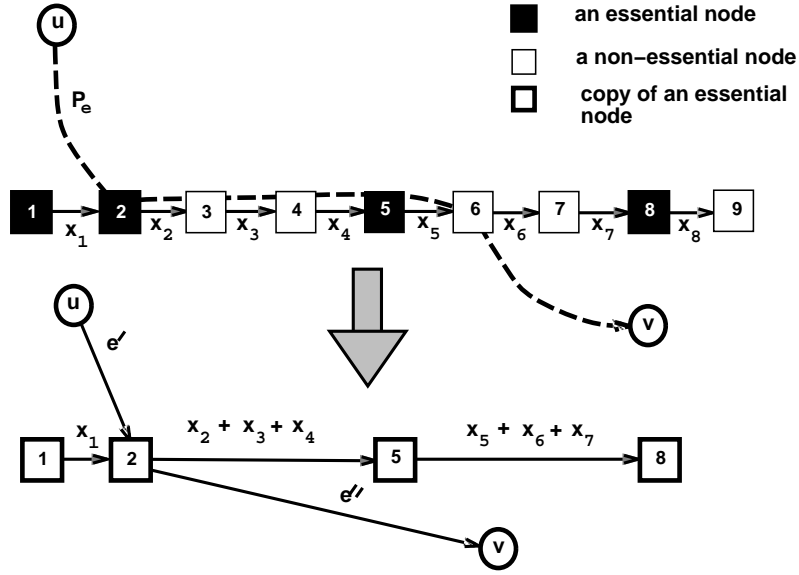 u
an essential node
a non-essential node
copy of an essential
node
P_e
1 2 3 4 5 6 7 8 9
x_1 x_2 x_3 x_4 x_5 x_6 x_7 x_8
u
v
e′
x_1 x_2 + x_3 + x_4 x_5 + x_6 + x_7
1 2 5 8
e′′
v